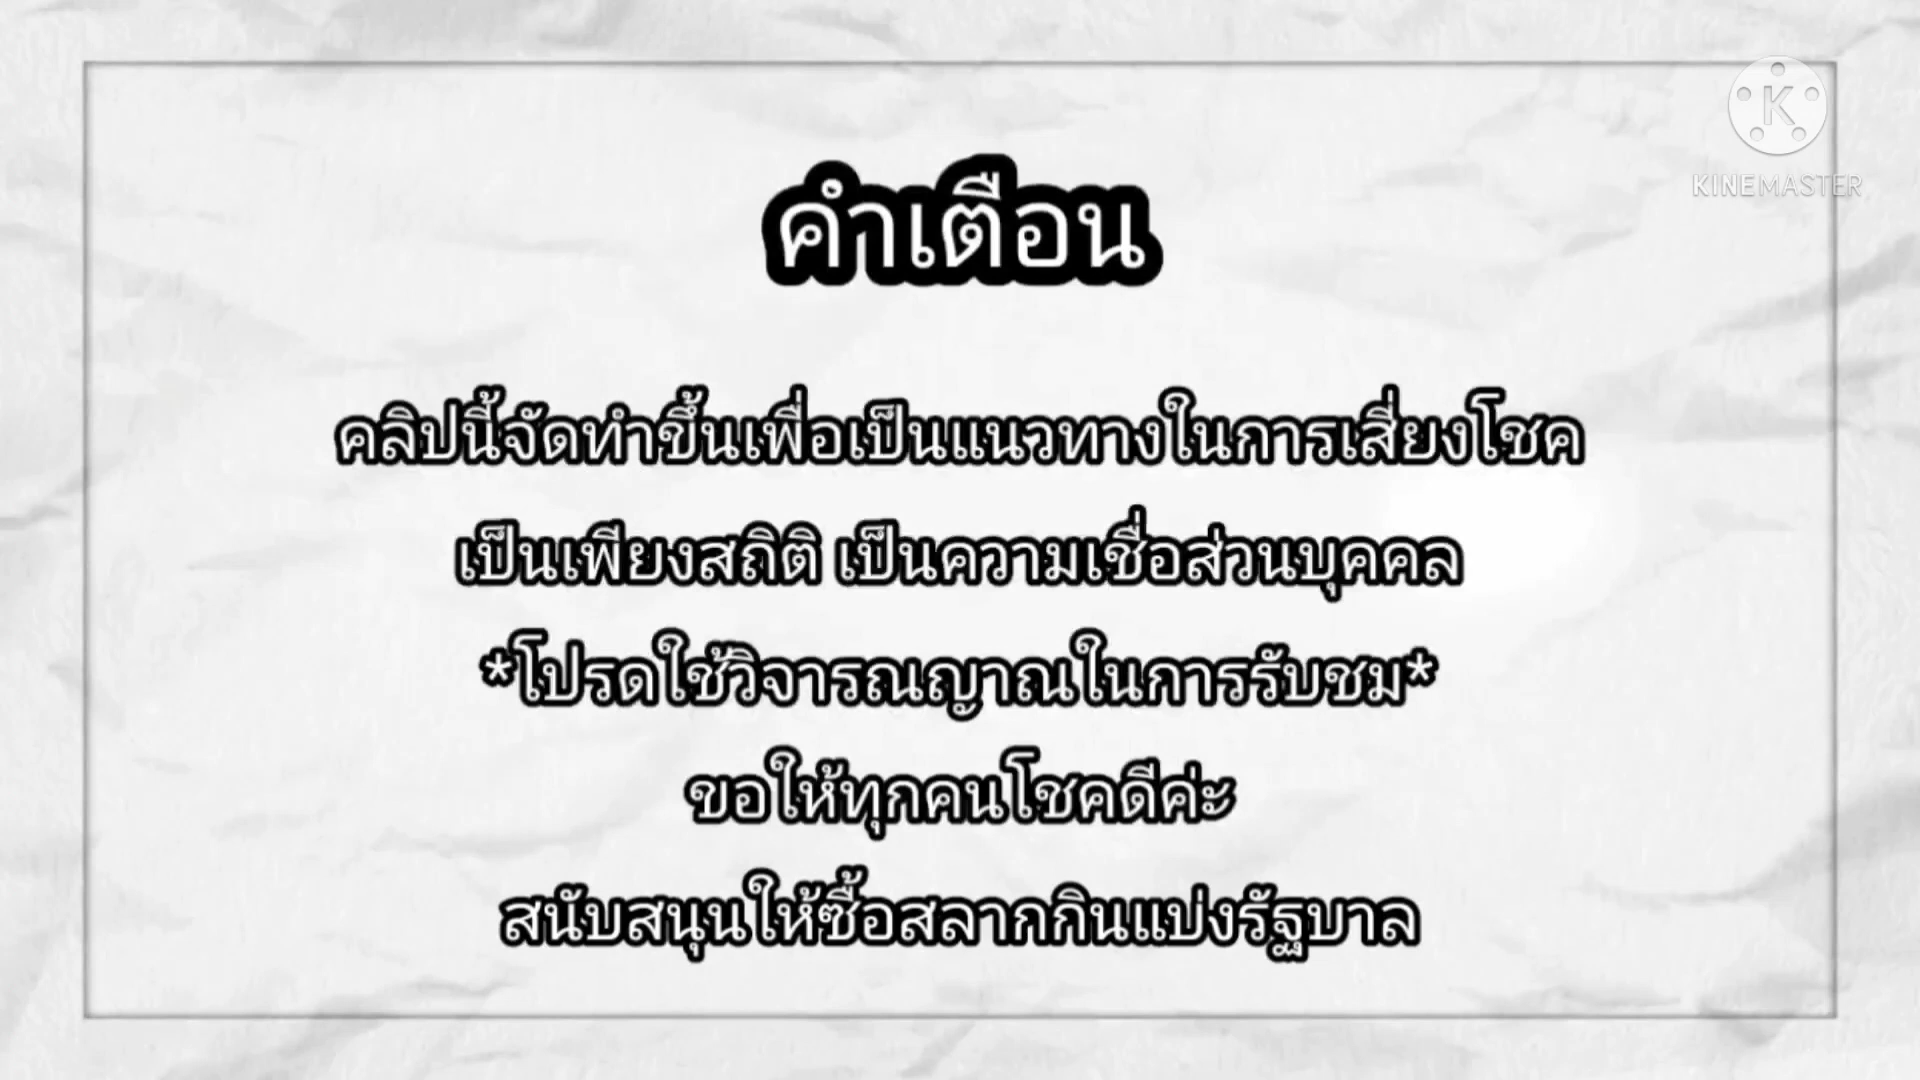 KINEMASTER
คำเตือน
คลิปนี้จัดทำขึ้นเพื่อเป็นแนวทางในการเสี่ยงโชค
เป็นเพียงสถิติ เป็นความเชื่อส่วนบุคคล
*โปรดใช้วิจารณญาณในการรับชม*
ขอให้ทุกคนโชคดีค่ะ
สนับสนุนให้ซื้อสลากกินแบ่งรัฐบาล